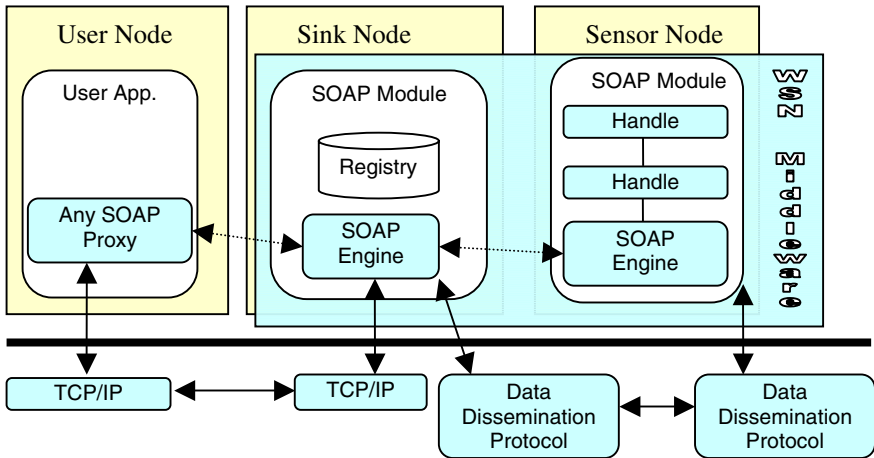 User Node
Sink Node
Sensor Node
User App.
SOAP Module
SOAP Module
WSN Middleware
Handle
Registry
Handle
Any SOAP
Proxy
SOAP
Engine
SOAP
Engine
TCP/IP
TCP/IP
Data
Dissemination
Protocol
Data
Dissemination
Protocol